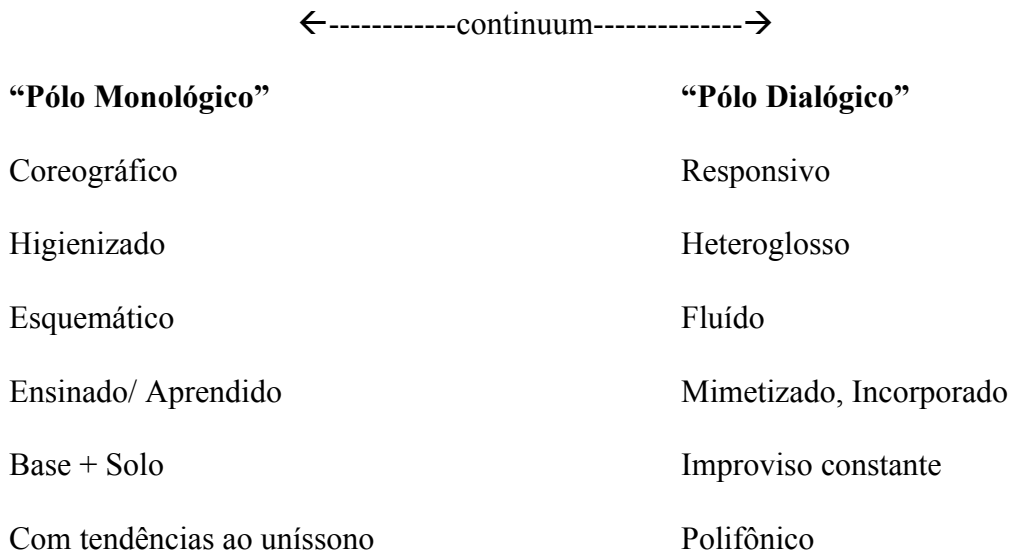 ←------------continuum--------------→
“Pólo Monológico” “Pólo Dialógico”
Coreográfico Responsivo
Higienizado Heteroglosso
Esquemático Fluído
Ensinado/ Aprendido Mimetizado, Incorporado
Base + Solo Improviso constante
Com tendências ao uníssono Polifônico